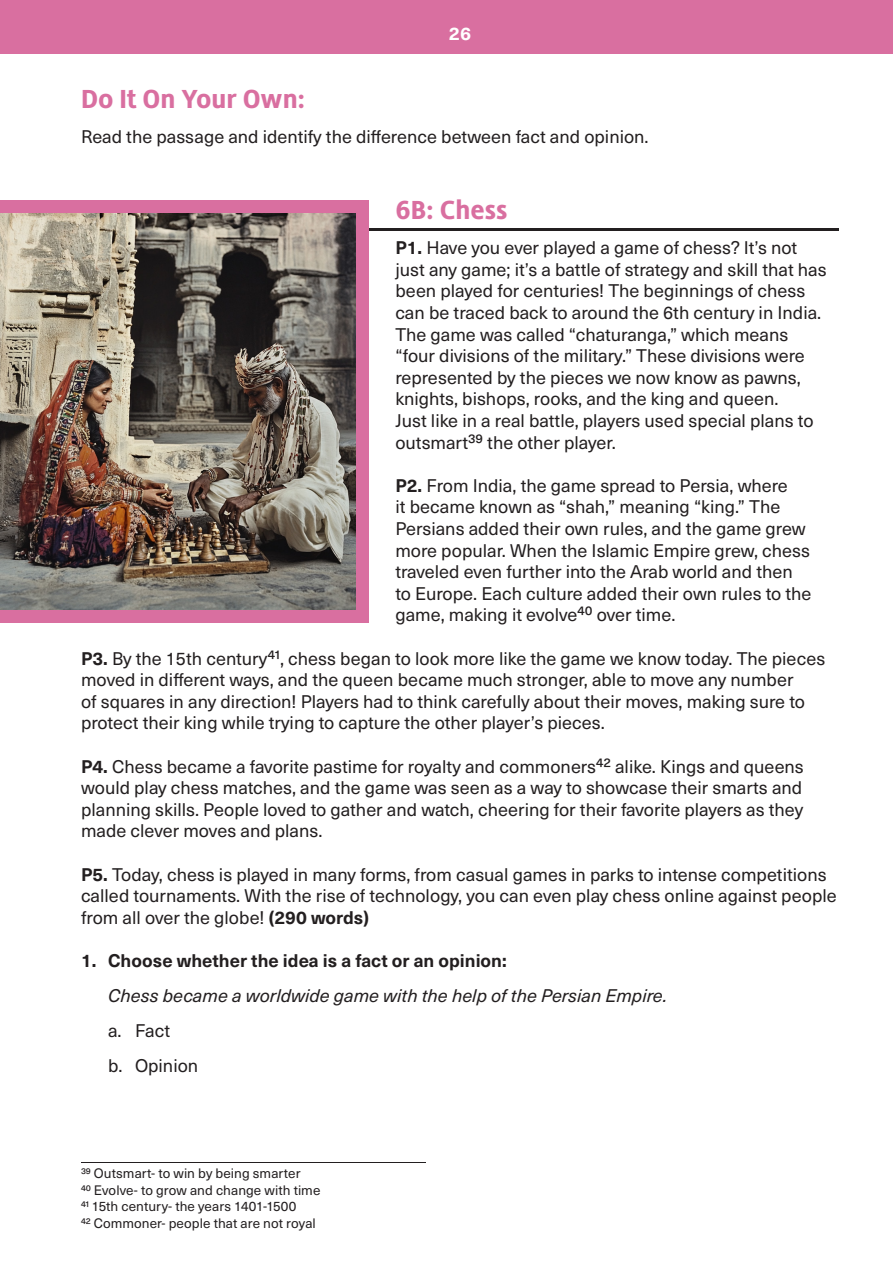 26
Do It On Your Own:
Read the passage and identify the difference between fact and opinion.
6B: Chess
P1. Have you ever played a game of chess? It’s not
just any game; it’s a battle of strategy and skill that has
been played for centuries! The beginnings of chess
can be traced back to around the 6th century in India.
The game was called “chaturanga,” which means
“four divisions of the military.” These divisions were
represented by the pieces we now know as pawns,
knights, bishops, rooks, and the king and queen.
Just like in a real battle, players used special plans to
outsmart³⁹ the other player.
P2. From India, the game spread to Persia, where
it became known as “shah,” meaning “king.” The
Persians added their own rules, and the game grew
more popular. When the Islamic Empire grew, chess
traveled even further into the Arab world and then
to Europe. Each culture added their own rules to the
game, making it evolve⁴⁰ over time.
P3. By the 15th century⁴¹, chess began to look more like the game we know today. The pieces
moved in different ways, and the queen became much stronger, able to move any number
of squares in any direction! Players had to think carefully about their moves, making sure to
protect their king while trying to capture the other player’s pieces.
P4. Chess became a favorite pastime for royalty and commoners⁴² alike. Kings and queens
would play chess matches, and the game was seen as a way to showcase their smarts and
planning skills. People loved to gather and watch, cheering for their favorite players as they
made clever moves and plans.
P5. Today, chess is played in many forms, from casual games in parks to intense competitions
called tournaments. With the rise of technology, you can even play chess online against people
from all over the globe! (290 words)
1. Choose whether the idea is a fact or an opinion:
Chess became a worldwide game with the help of the Persian Empire.
a. Fact
b. Opinion
³⁹ Outsmart- to win by being smarter
⁴⁰ Evolve- to grow and change with time
⁴¹ 15th century- the years 1401-1500
⁴² Commoner- people that are not royal